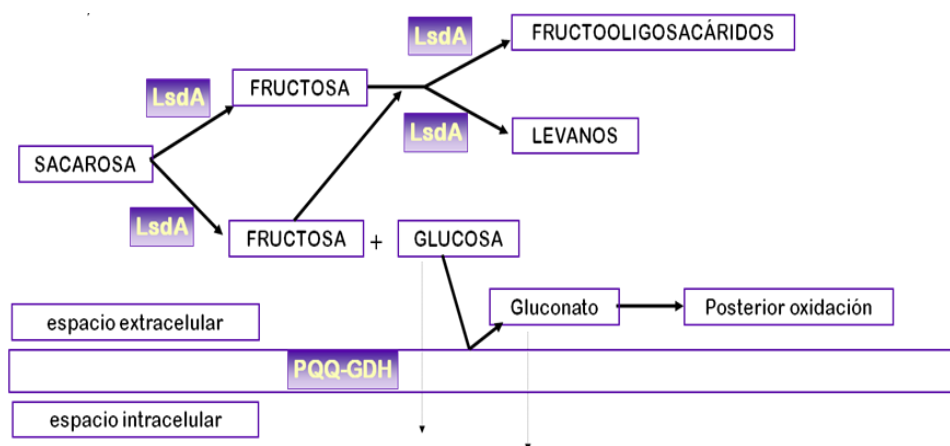 LsdA
FRUCTOOLIGOSACÁRIDOS
LsdA
FRUCTOSA
LsdA
LEVANOS
SACAROSA
LsdA
FRUCTOSA + GLUCOSA
Gluconato
Posterior oxidación
espacio extracelular
PQQ-GDH
espacio intracelular